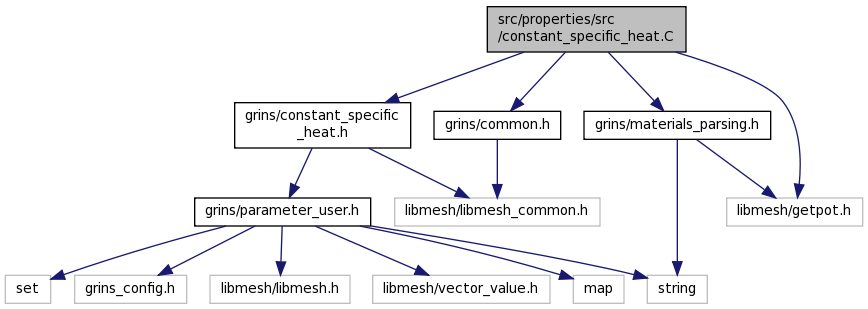 src/properties/src
/constant_specific_heat.C
grins/constant_specific
_heat.h
grins/common.h
grins/materials_parsing.h
grins/parameter_user.h
libmesh/libmesh_common.h
libmesh/getpot.h
set
grins_config.h
libmesh/libmesh.h
libmesh/vector_value.h
map
string